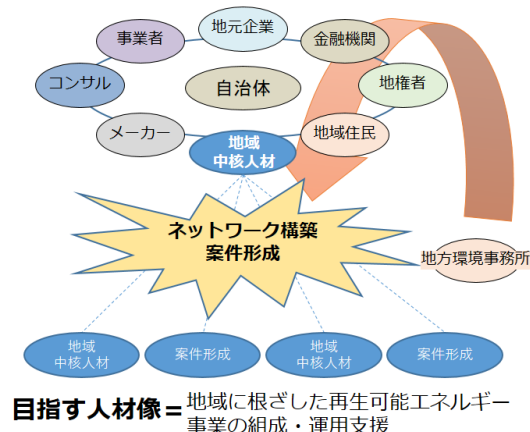 地元企業
事業者
金融機関
コンサル
自治体
地権者
メーカー
地域住民
地域
中核人材
ネットワーク構築
案件形成
地方環境事務所
地域
中核人材
案件形成
地域
中核人材
案件形成
目指す人材像＝地域に根ざした再生可能エネルギー
事業の組成・運用支援